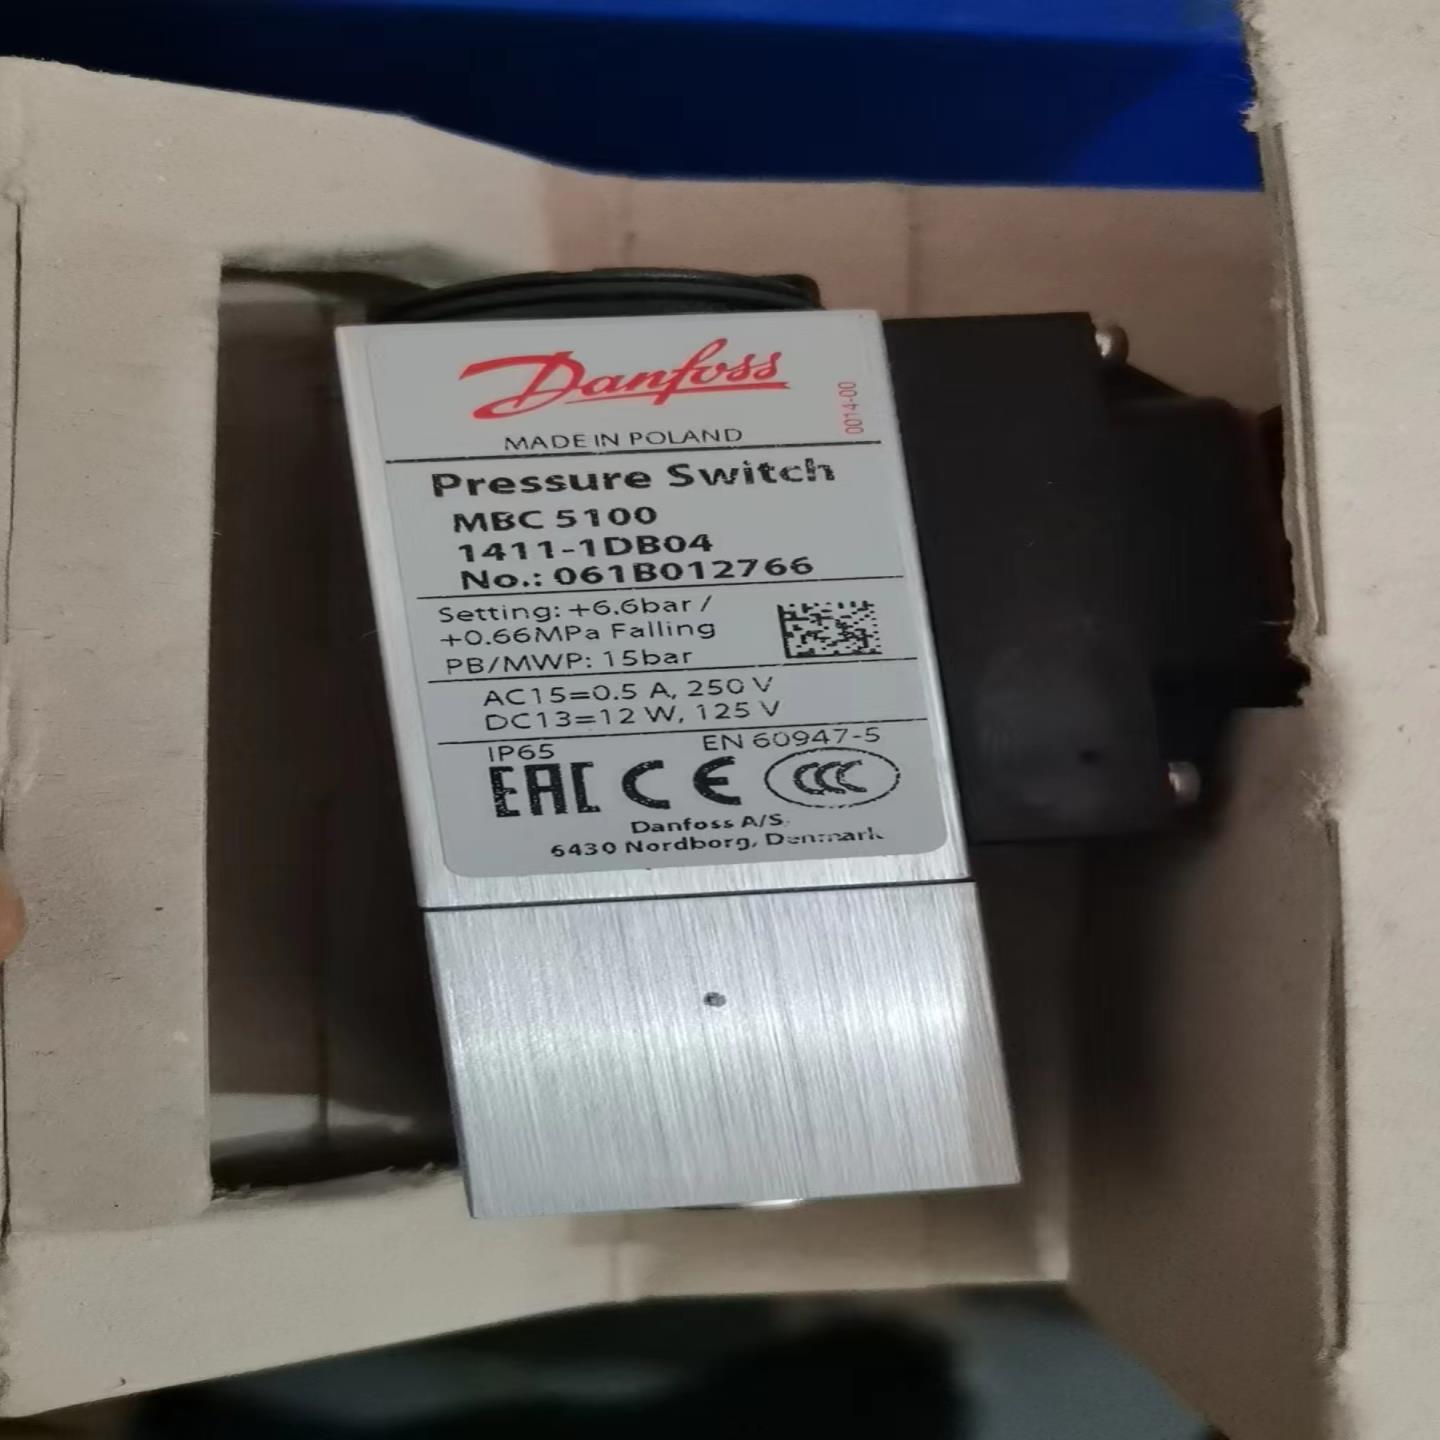 Danfoss
0014-00
MADE IN POLAND
Pressure Switch
MBC 5100
1411-1DB04
No.: 061B012766
Setting: +6.6bar /
+0.66MPa Falling
PB/MWP: 15bar
AC15=0.5 A, 250 V
DC13=12 W, 125 V
IP65 EN 60947-5
EAC CE CCC
Danfoss A/S
6430 Nordborg, Denmark